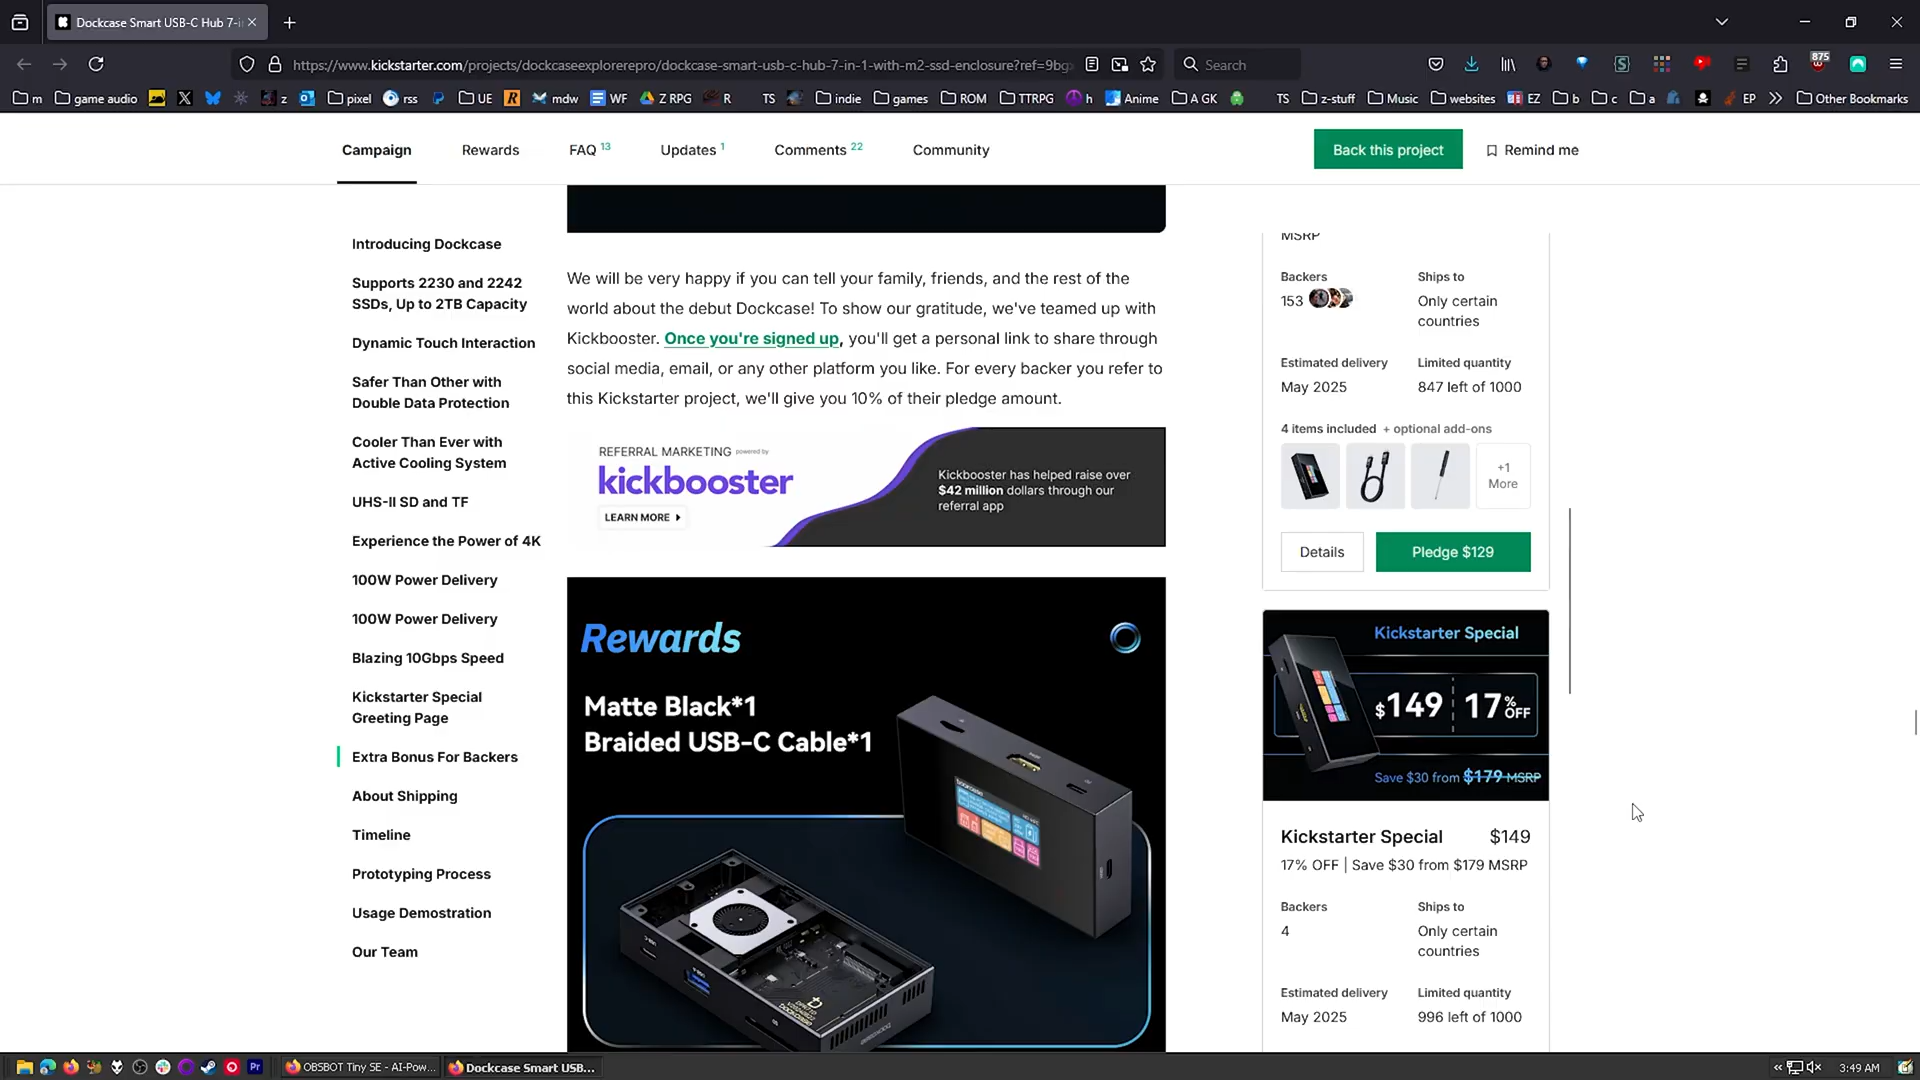 Dockcase Smart USB-C Hub 7-i
https://www.kickstarter.com/projects/dockcaseexplorerepro/dockcase-smart-usb-c-hub-7-in-1-with-m2-ssd-enclosure?ref=9bg
Search
875
m
game audio
z
pixel
rss
UE
mdw
WF
Z RPG
R
TS
indie
games
ROM
TTRPG
h
Anime
A GK
TS
z-stuff
Music
websites
EZ
b
c
a
EP
Other Bookmarks
Campaign
Rewards
FAQ 13
Updates 1
Comments 22
Community
Back this project
Remind me
Introducing Dockcase
Supports 2230 and 2242
SSDs, Up to 2TB Capacity
Dynamic Touch Interaction
Safer Than Other with
Double Data Protection
Cooler Than Ever with
Active Cooling System
UHS-II SD and TF
Experience the Power of 4K
100W Power Delivery
100W Power Delivery
Blazing 10Gbps Speed
Kickstarter Special
Greeting Page
Extra Bonus For Backers
About Shipping
Timeline
Prototyping Process
Usage Demostration
Our Team
We will be very happy if you can tell your family, friends, and the rest of the
world about the debut Dockcase! To show our gratitude, we've teamed up with
Kickbooster. Once you're signed up, you'll get a personal link to share through
social media, email, or any other platform you like. For every backer you refer to
this Kickstarter project, we'll give you 10% of their pledge amount.
REFERRAL MARKETING powered by
kickbooster
LEARN MORE
Kickbooster has helped raise over
$42 million dollars through our
referral app
Rewards
Matte Black*1
Braided USB-C Cable*1
MSRP
Backers
153
Ships to
Only certain
countries
Estimated delivery
May 2025
Limited quantity
847 left of 1000
4 items included + optional add-ons
+1
More
Details
Pledge $129
Kickstarter Special
$149
17% OFF
Save $30 from $179 MSRP
Kickstarter Special
$149
17% OFF | Save $30 from $179 MSRP
Backers
4
Ships to
Only certain
countries
Estimated delivery
May 2025
Limited quantity
996 left of 1000
OBSBOT Tiny SE - AI-Pow...
Dockcase Smart USB...
3:49 AM